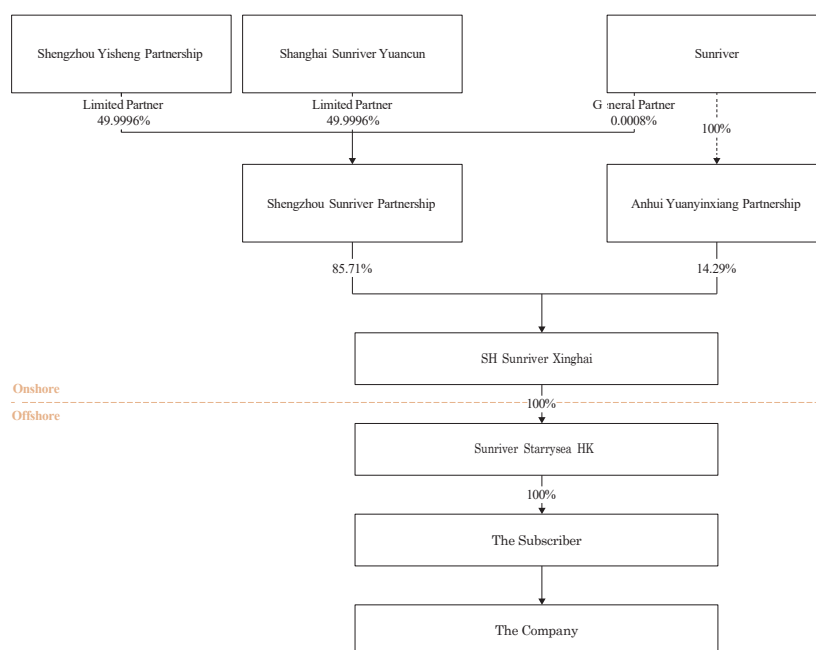 Shengzhou Yisheng Partnership
Shanghai Sunriver Yuancun
Sunriver
Limited Partner
49.9996%
Limited Partner
49.9996%
General Partner
0.0008%
100%
Shengzhou Sunriver Partnership
Anhui Yuanyinxiang Partnership
85.71%
14.29%
SH Sunriver Xinghai
Onshore
100%
Offshore
Sunriver Starrysea HK
100%
The Subscriber
The Company